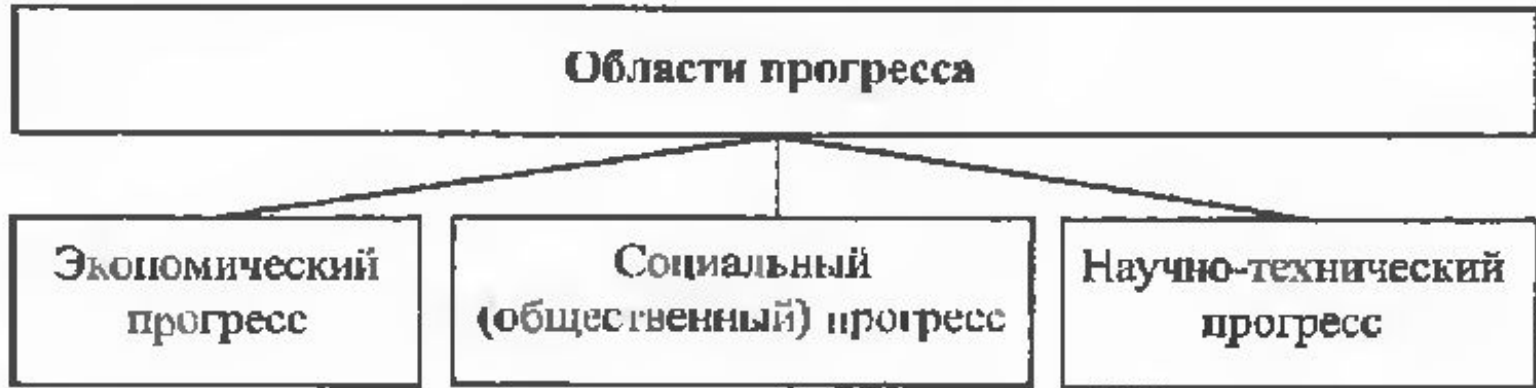 Области прогресса
Экономический
прогресс
Социальный
(общественный) прогресс
Научно-технический
прогресс